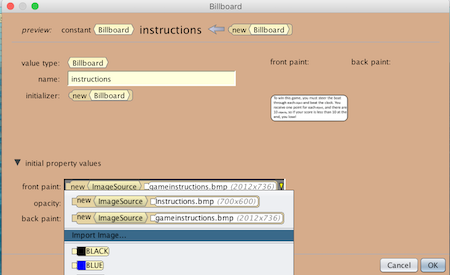 Billboard
preview: constant Billboard instructions new Billboard
value type: Billboard
front paint: back paint:
name: instructions
initializer: new Billboard
To win this game, you must steer the boat
through each
and beat the clock. You
receive one point for each
, and there are
so if your score is less than 10 at the
end, you lose!
initial property values
front paint: new ImageSource gameinstructions.bmp (2012x736)
opacity: new ImageSource Instructions.bmp (700x600)
back paint: new ImageSource gameinstructions.bmp (2012x736)
Import Image...
BLACK
BLUE
Cancel OK